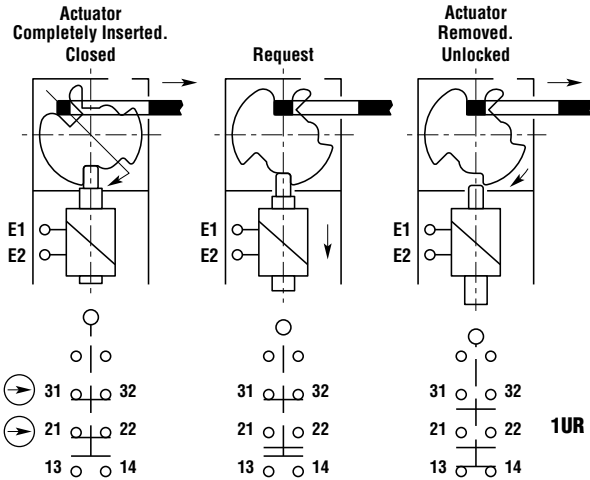 Actuator
Completely Inserted.
Closed
Request
Actuator
Removed.
Unlocked
E1
E2
E1
E2
E1
E2
31 32
21 22
13 14
31 32
21 22
13 14
31 32
21 22
13 14
1UR